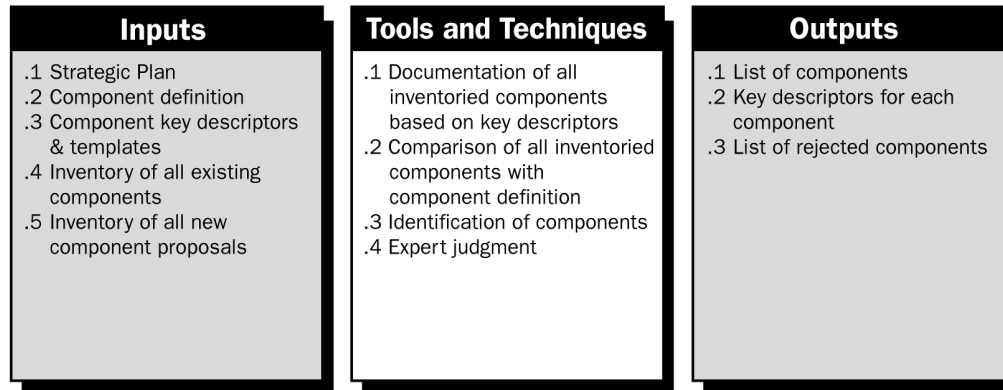 Inputs
.1 Strategic Plan
.2 Component definition
.3 Component key descriptors
& templates
.4 Inventory of all existing
components
.5 Inventory of all new
component proposals
Tools and Techniques
.1 Documentation of all
inventoried components
based on key descriptors
.2 Comparison of all inventoried
components with
component definition
.3 Identification of components
.4 Expert judgment
Outputs
.1 List of components
.2 Key descriptors for each
component
.3 List of rejected components